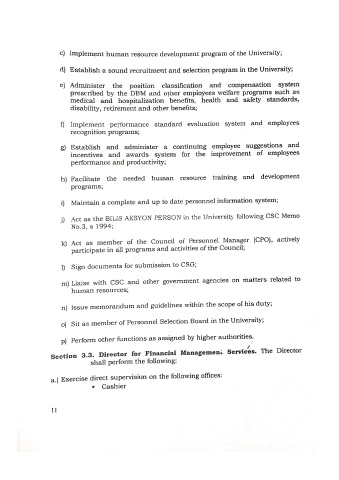 c) Implement human resource development program of the University;
d) Establish a sound recruitment and selection program in the University;
e) Administer the position classification and compensation system
prescribed by the DBM and other employees welfare programs such as
medical and hospitalization benefits, health and safety standards,
disability, retirement and other benefits;
f) Implement performance standard evaluation system and employees
recognition programs;
g) Establish and administer a continuing employee suggestions and
incentives and awards system for the improvement of employees
performance and productivity;
h) Facilitate the needed human resource training and development
programs;
i) Maintain a complete and up to date personnel information system;
j) Act as the BILIS AKSYON PERSON in the University following CSC Memo
No.3, s 1994;
k) Act as member of the Council of Personnel Manager (CPO), actively
participate in all programs and activities of the Council;
l) Sign documents for submission to CSC;
m) Liaise with CSC and other government agencies on matters related to
human resources;
n) Issue memorandum and guidelines within the scope of his duty;
o) Sit as member of Personnel Selection Board in the University;
p) Perform other functions as assigned by higher authorities.
Section 3.3. Director for Financial Management Services. The Director
shall perform the following:
a.) Exercise direct supervision on the following offices:
• Cashier
11